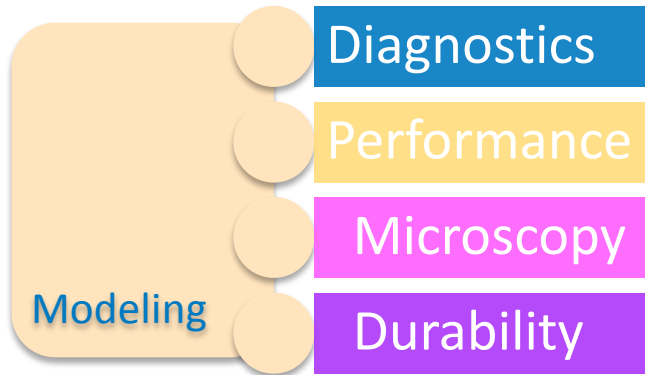 Diagnostics
Performance
Microscopy
Modeling
Durability